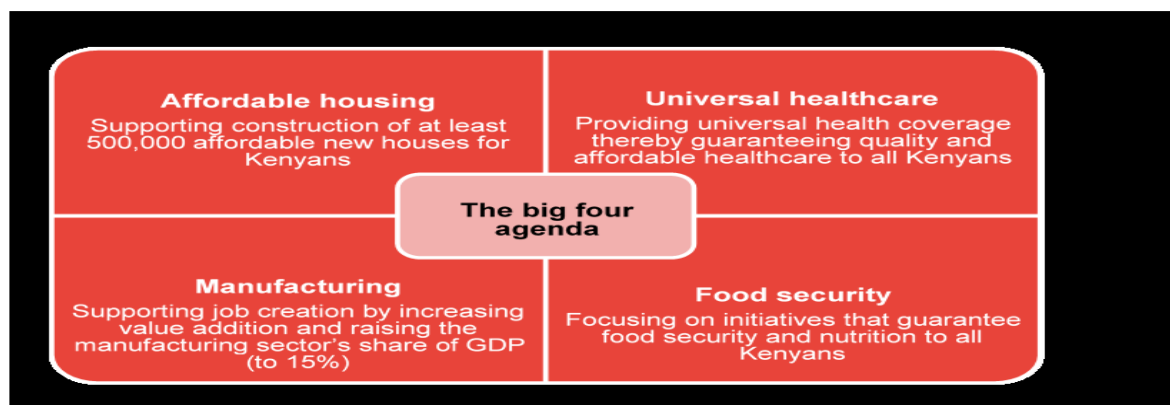 Affordable housing
Supporting construction of at least
500,000 affordable new houses for
Kenyans
Universal healthcare
Providing universal health coverage
thereby guaranteeing quality and
affordable healthcare to all Kenyans
The big four
agenda
Manufacturing
Supporting job creation by increasing
value addition and raising the
manufacturing sector's share of GDP
(to 15%)
Food security
Focusing on initiatives that guarantee
food security and nutrition to all
Kenyans